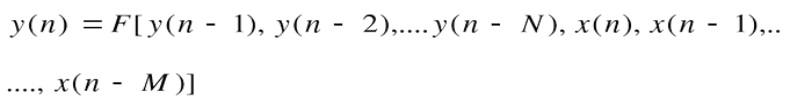 y(n) = F[y(n - 1), y(n - 2),....y(n - N), x(n), x(n - 1),..
...., x(n - M)]